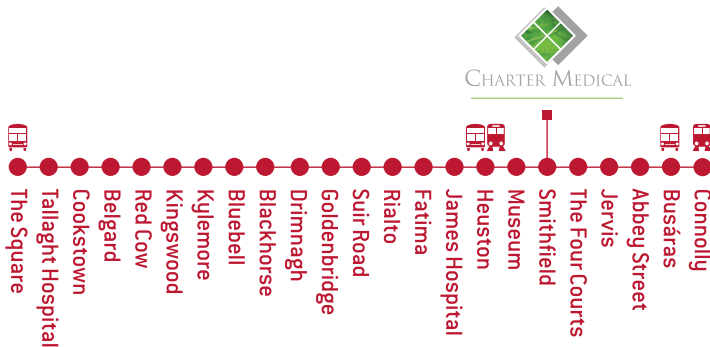 CHARTER MEDICAL
The Square
Tallaght Hospital
Cookstown
Belgard
Red Cow
Kingswood
Kylemore
Bluebell
Blackhorse
Drimnagh
Goldenbridge
Suir Road
Rialto
Fatima
James Hospital
Heuston
Museum
Smithfield
The Four Courts
Jervis
Abbey Street
Busáras
Connolly